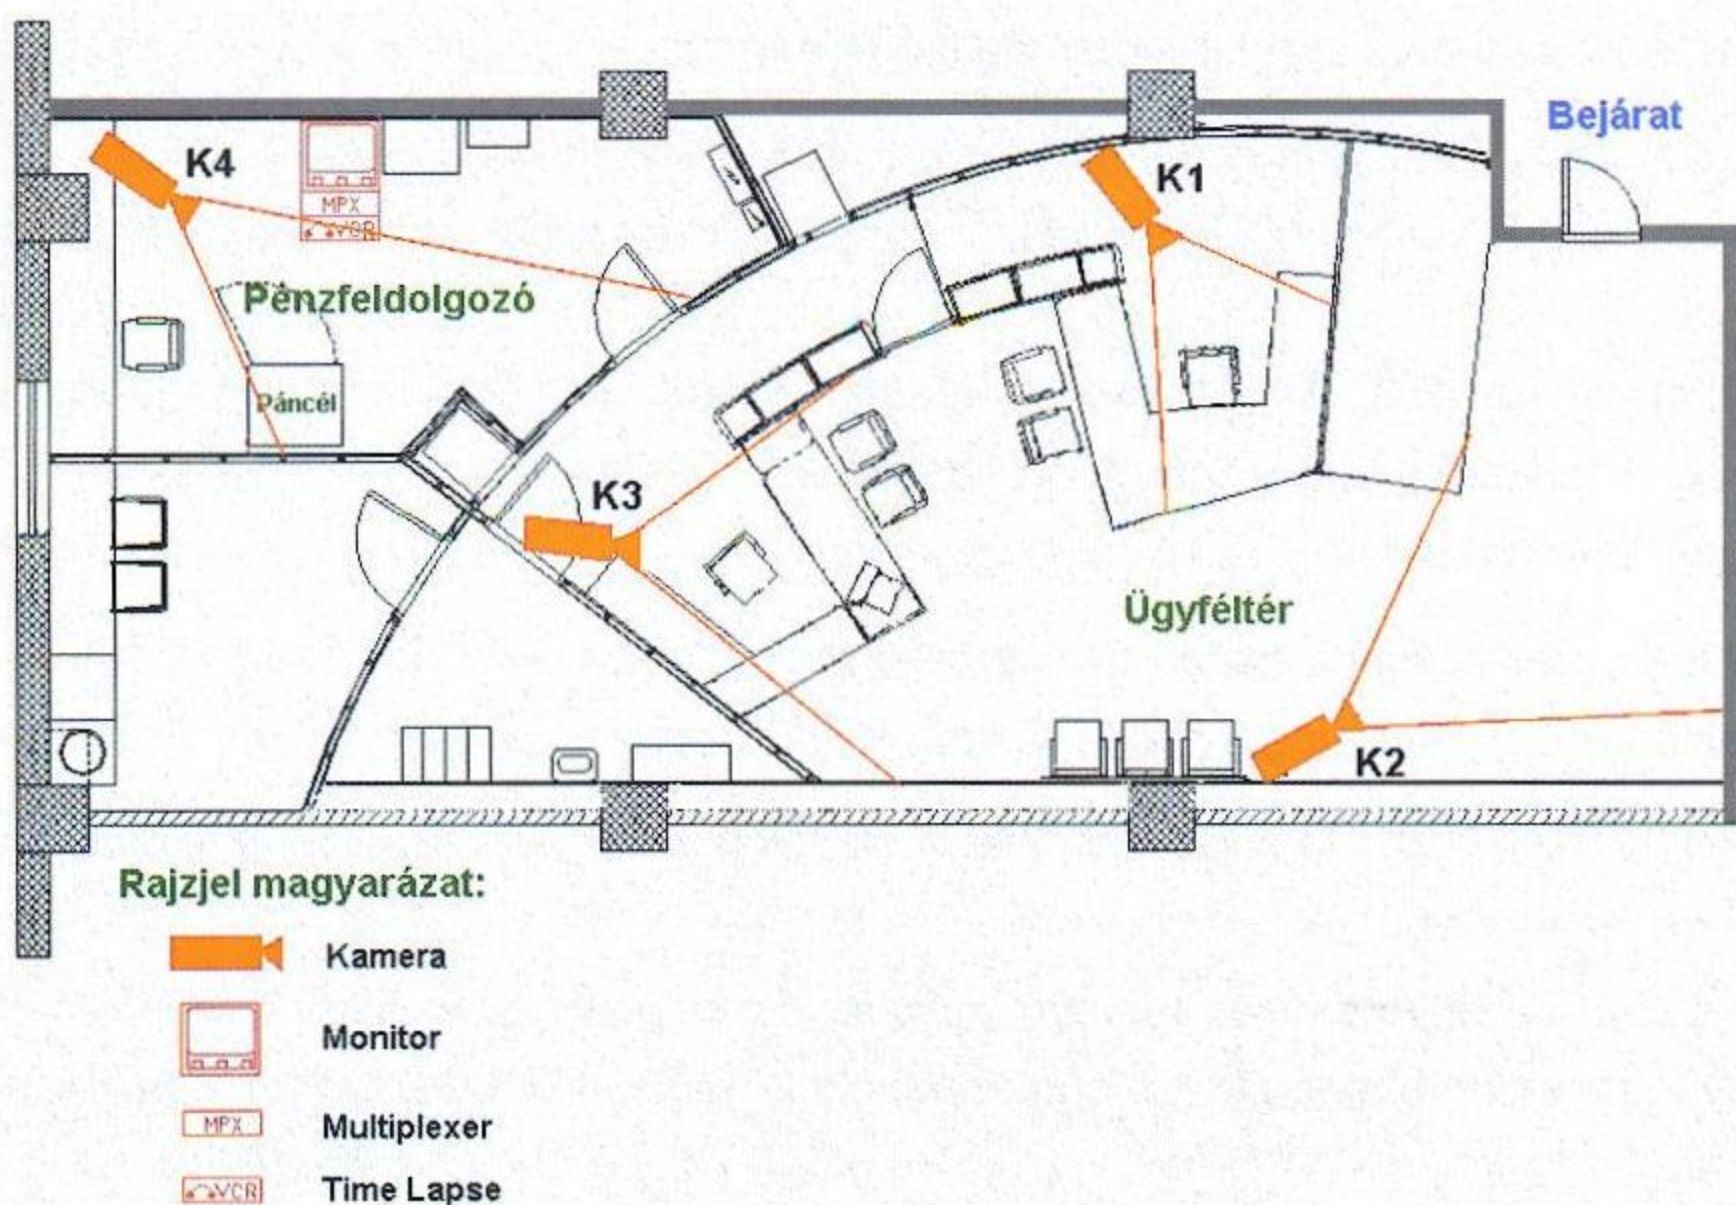 Bejárat
K4
K1
MPX
VCR
Pénzfeldolgozó
Páncél
K3
Ügyféltér
K2
Rajzjel magyarázat:
Kamera
Monitor
MPX Multiplexer
VCR Time Lapse